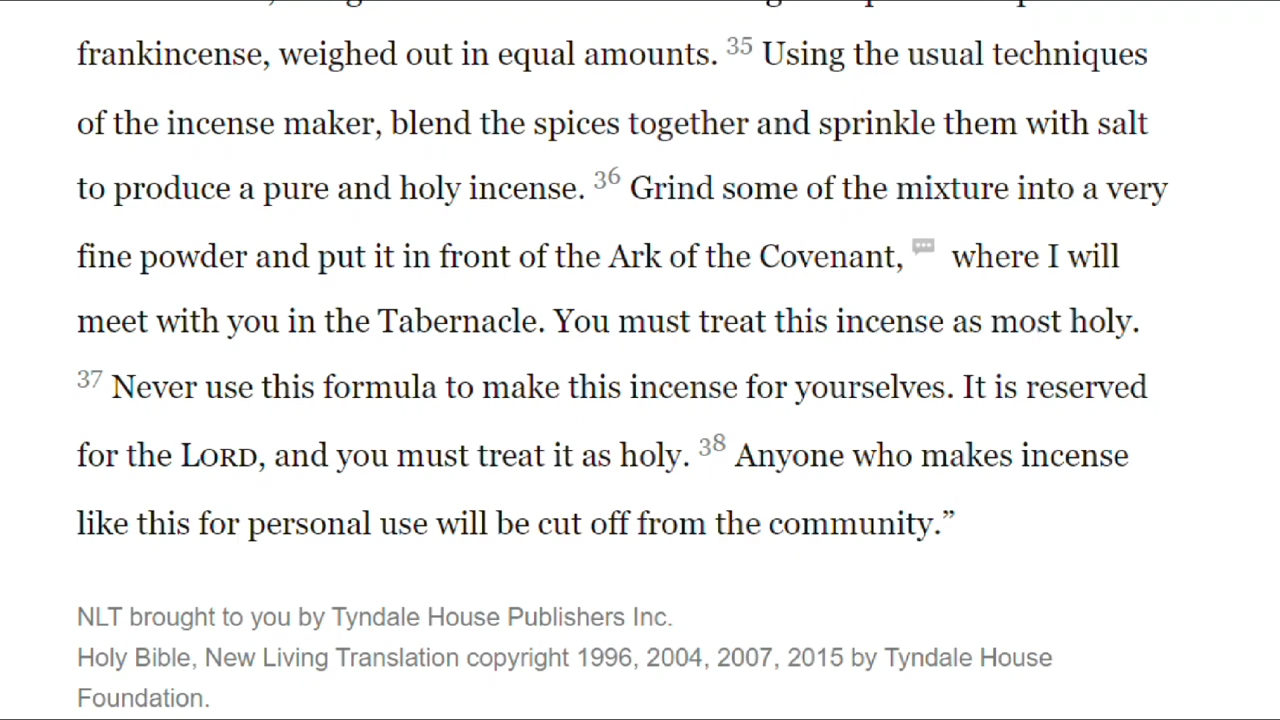 frankincense, weighed out in equal amounts. 35 Using the usual techniques
of the incense maker, blend the spices together and sprinkle them with salt
to produce a pure and holy incense. 36 Grind some of the mixture into a very
fine powder and put it in front of the Ark of the Covenant, where I will
meet with you in the Tabernacle. You must treat this incense as most holy.
37 Never use this formula to make this incense for yourselves. It is reserved
for the LORD, and you must treat it as holy. 38 Anyone who makes incense
like this for personal use will be cut off from the community.”
NLT brought to you by Tyndale House Publishers Inc.
Holy Bible, New Living Translation copyright 1996, 2004, 2007, 2015 by Tyndale House
Foundation.